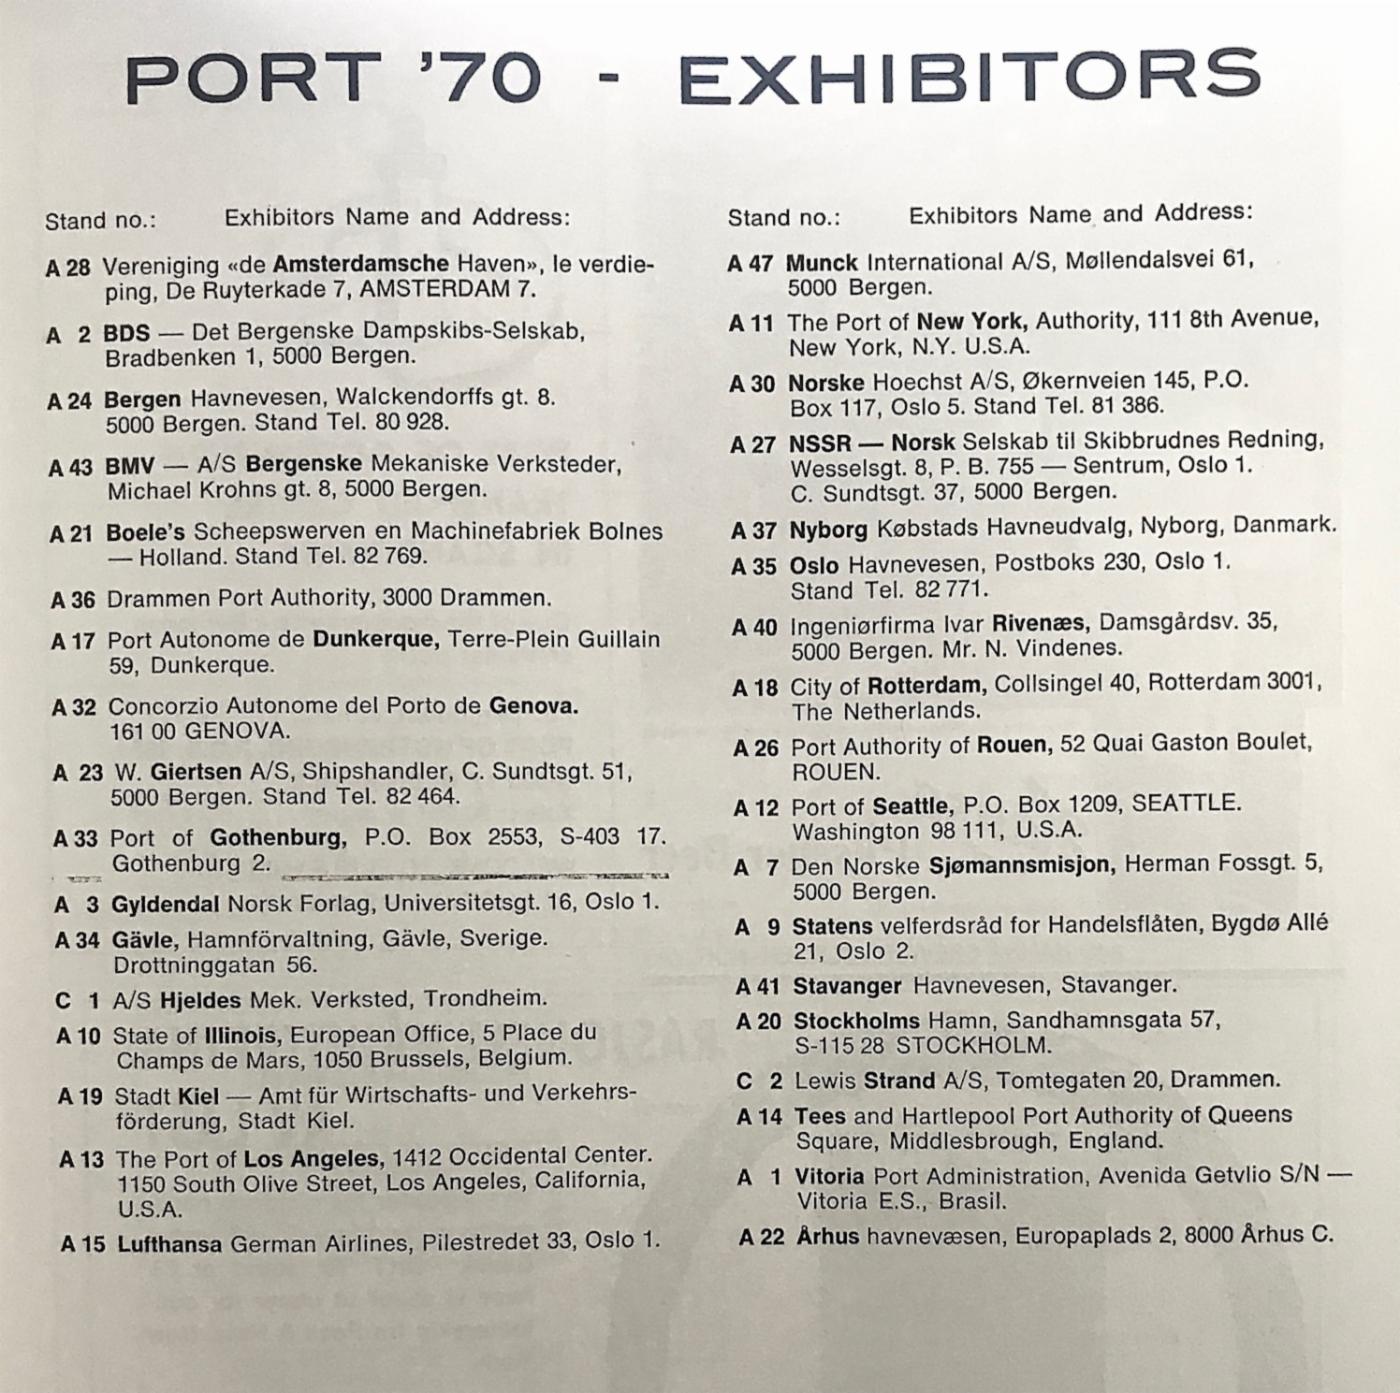 PORT ’70 - EXHIBITORS
Stand no.: Exhibitors Name and Address:
A 28 Vereniging «de Amsterdamsche Haven», le verdie-
ping, De Ruyterkade 7, AMSTERDAM 7.
A 2 BDS — Det Bergenske Dampskibs-Selskab,
Bradbenken 1, 5000 Bergen.
A 24 Bergen Havnevesen, Walckendorffs gt. 8.
5000 Bergen. Stand Tel. 80 928.
A 43 BMV — A/S Bergenske Mekaniske Verksteder,
Michael Krohns gt. 8, 5000 Bergen.
A 21 Boele’s Scheepswerven en Machinefabriek Bolnes
— Holland. Stand Tel. 82 769.
A 36 Drammen Port Authority, 3000 Drammen.
A 17 Port Autonome de Dunkerque, Terre-Plein Guillain
59, Dunkerque.
A 32 Concorzio Autonome del Porto de Genova.
161 00 GENOVA.
A 23 W. Giertsen A/S, Shipshandler, C. Sundtsgt. 51,
5000 Bergen. Stand Tel. 82 464.
A 33 Port of Gothenburg, P.O. Box 2553, S-403 17.
Gothenburg 2.
A 3 Gyldendal Norsk Forlag, Universitetsgt. 16, Oslo 1.
A 34 Gävle, Hamnförvaltning, Gävle, Sverige.
Drottninggatan 56.
C 1 A/S Hjeldes Mek. Verksted, Trondheim.
A 10 State of Illinois, European Office, 5 Place du
Champs de Mars, 1050 Brussels, Belgium.
A 19 Stadt Kiel — Amt für Wirtschafts- und Verkehrs-
förderung, Stadt Kiel.
A 13 The Port of Los Angeles, 1412 Occidental Center.
1150 South Olive Street, Los Angeles, California,
U.S.A.
A 15 Lufthansa German Airlines, Pilestredet 33, Oslo 1.
Stand no.: Exhibitors Name and Address:
A 47 Munck International A/S, Møllendalsvei 61,
5000 Bergen.
A 11 The Port of New York, Authority, 111 8th Avenue,
New York, N.Y. U.S.A.
A 30 Norske Hoechst A/S, Økernveien 145, P.O.
Box 117, Oslo 5. Stand Tel. 81 386.
A 27 NSSR — Norsk Selskab til Skibbrudnes Redning,
Wesselsgt. 8, P. B. 755 — Sentrum, Oslo 1.
C. Sundtsgt. 37, 5000 Bergen.
A 37 Nyborg Købstads Havneudvalg, Nyborg, Danmark.
A 35 Oslo Havnevesen, Postboks 230, Oslo 1.
Stand Tel. 82 771.
A 40 Ingeniørfirma Ivar Rivenæs, Damsgårdsv. 35,
5000 Bergen. Mr. N. Vindenes.
A 18 City of Rotterdam, Collsingel 40, Rotterdam 3001,
The Netherlands.
A 26 Port Authority of Rouen, 52 Quai Gaston Boulet,
ROUEN.
A 12 Port of Seattle, P.O. Box 1209, SEATTLE.
Washington 98 111, U.S.A.
A 7 Den Norske Sjømannsmisjon, Herman Fossgt. 5,
5000 Bergen.
A 9 Statens velferdsråd for Handelsflåten, Bygdø Allé
21, Oslo 2.
A 41 Stavanger Havnevesen, Stavanger.
A 20 Stockholms Hamn, Sandhamnsgata 57,
S-115 28 STOCKHOLM.
C 2 Lewis Strand A/S, Tomtegaten 20, Drammen.
A 14 Tees and Hartlepool Port Authority of Queens
Square, Middlesbrough, England.
A 1 Vitoria Port Administration, Avenida Getvlio S/N —
Vitoria E.S., Brasil.
A 22 Århus havnevæsen, Europaplads 2, 8000 Århus C.